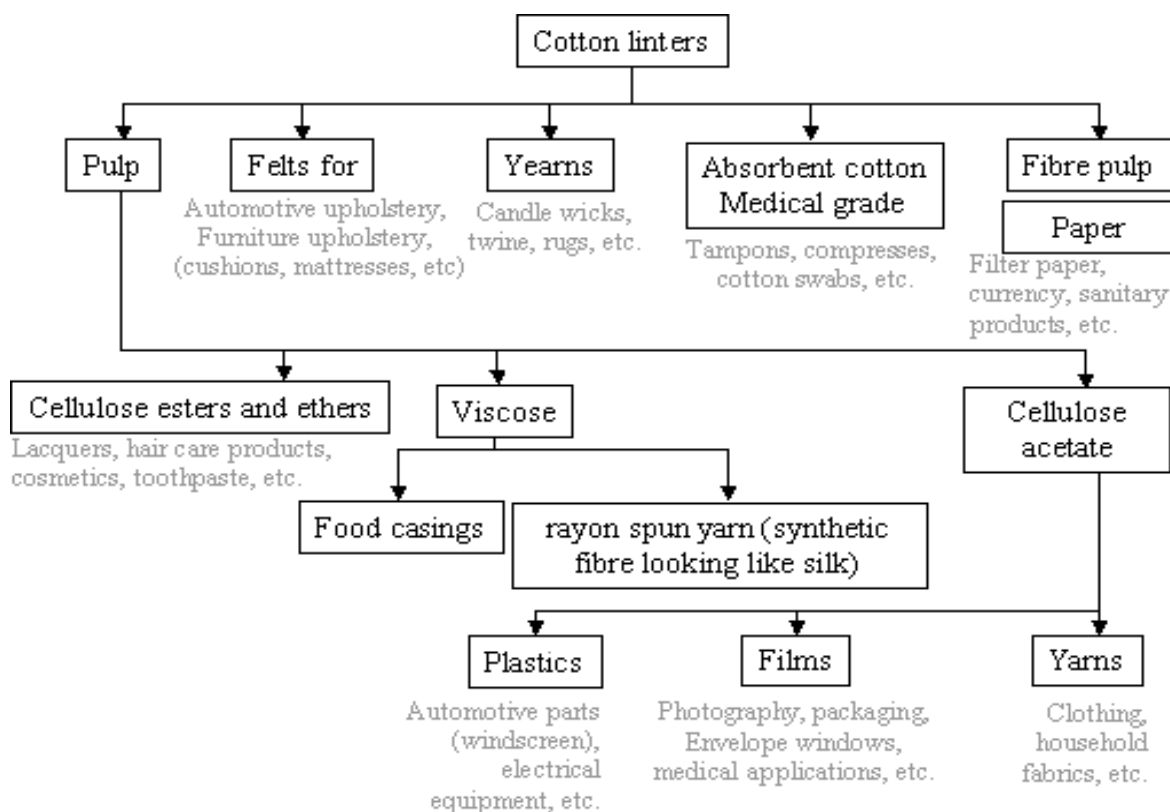 Cotton linters
Pulp
Felts for
Automotive upholstery,
Furniture upholstery,
(cushions, mattresses, etc)
Yearns
Candle wicks,
twine, rugs, etc.
Absorbent cotton
Medical grade
Tampons, compresses,
cotton swabs, etc.
Fibre pulp
Paper
Filter paper,
currency, sanitary
products, etc.
Cellulose esters and ethers
Lacquers, hair care products,
cosmetics, toothpaste, etc.
Viscose
Cellulose
acetate
Food casings
rayon spun yarn (synthetic
fibre looking like silk)
Plastics
Automotive parts
(windscreen),
electrical
equipment, etc.
Films
Photography, packaging,
Envelope windows,
medical applications, etc.
Yarns
Clothing,
household
fabrics, etc.